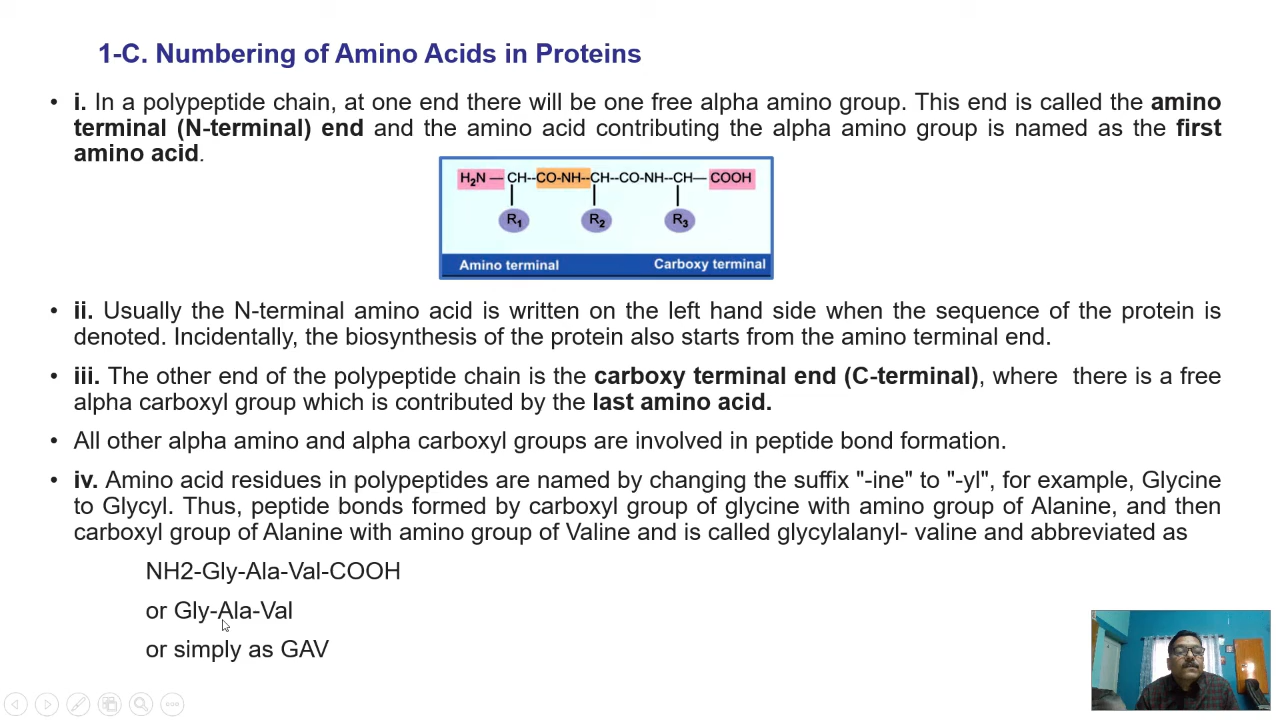 1-C. Numbering of Amino Acids in Proteins
• i. In a polypeptide chain, at one end there will be one free alpha amino group. This end is called the amino
terminal (N-terminal) end and the amino acid contributing the alpha amino group is named as the first
amino acid.
H₂N — CH--CO-NH--CH--CO-NH--CH— COOH
R₁ R₂ R₃
Amino terminal Carboxy terminal
• ii. Usually the N-terminal amino acid is written on the left hand side when the sequence of the protein is
denoted. Incidentally, the biosynthesis of the protein also starts from the amino terminal end.
• iii. The other end of the polypeptide chain is the carboxy terminal end (C-terminal), where there is a free
alpha carboxyl group which is contributed by the last amino acid.
• All other alpha amino and alpha carboxyl groups are involved in peptide bond formation.
• iv. Amino acid residues in polypeptides are named by changing the suffix "-ine" to "-yl", for example, Glycine
to Glycyl. Thus, peptide bonds formed by carboxyl group of glycine with amino group of Alanine, and then
carboxyl group of Alanine with amino group of Valine and is called glycylalanyl- valine and abbreviated as
NH2-Gly-Ala-Val-COOH
or Gly-Ala-Val
or simply as GAV